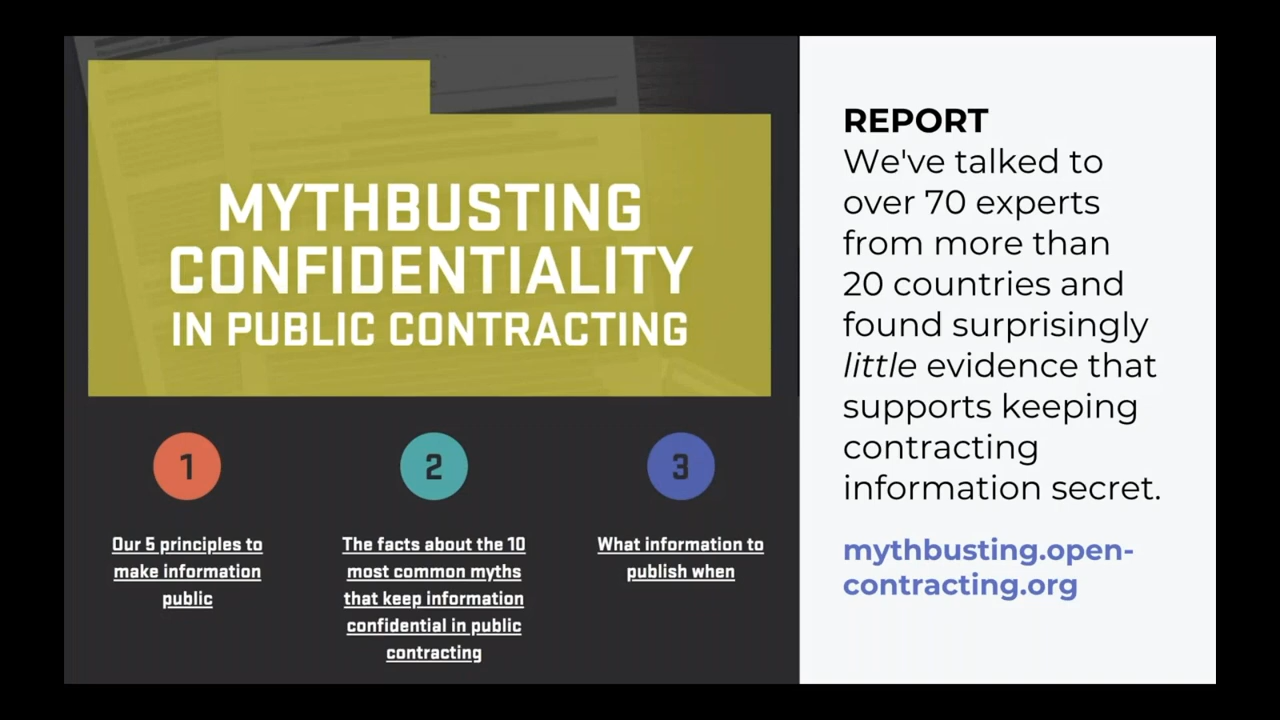 MYTHBUSTING
CONFIDENTIALITY
IN PUBLIC CONTRACTING
1
Our 5 principles to
make information
public
2
The facts about the 10
most common myths
that keep information
confidential in public
contracting
3
What information to
publish when
REPORT
We've talked to
over 70 experts
from more than
20 countries and
found surprisingly
little evidence that
supports keeping
contracting
information secret.
mythbusting.open-
contracting.org